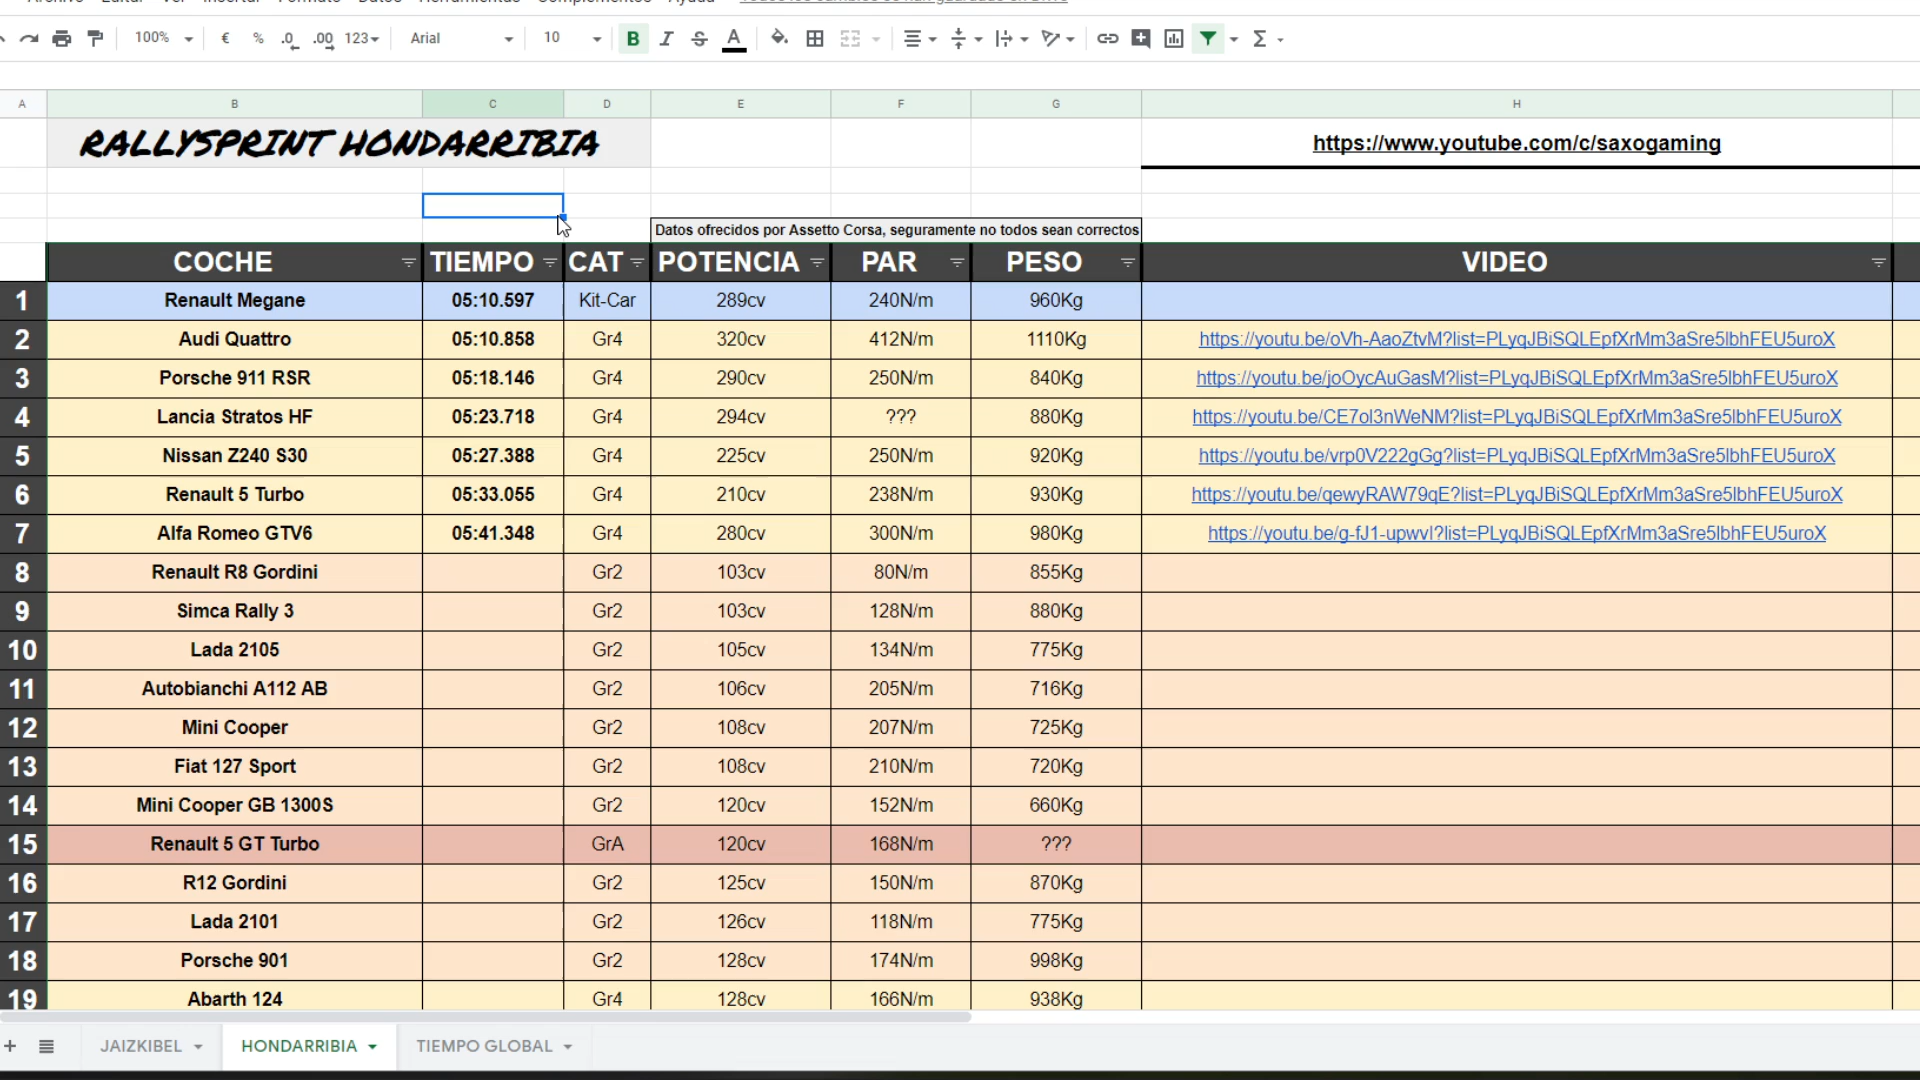 100% € % .0 .00 123 Arial 10 B I S A Σ
A B C D E F G H
RALLYSPRINT HONDARRIBIA https://www.youtube.com/c/saxogaming
Datos ofrecidos por Assetto Corsa, seguramente no todos sean correctos
COCHE TIEMPO CAT POTENCIA PAR PESO VIDEO
1 Renault Megane 05:10.597 Kit-Car 289cv 240N/m 960Kg
2 Audi Quattro 05:10.858 Gr4 320cv 412N/m 1110Kg https://youtu.be/oVh-AaoZtvM?list=PLyqJBiSQLEpfXrMm3aSre5lbhFEU5uroX
3 Porsche 911 RSR 05:18.146 Gr4 290cv 250N/m 840Kg https://youtu.be/joOycAuGasM?list=PLyqJBiSQLEpfXrMm3aSre5lbhFEU5uroX
4 Lancia Stratos HF 05:23.718 Gr4 294cv ??? 880Kg https://youtu.be/CE7ol3nWeNM?list=PLyqJBiSQLEpfXrMm3aSre5lbhFEU5uroX
5 Nissan Z240 S30 05:27.388 Gr4 225cv 250N/m 920Kg https://youtu.be/vrp0V222gGg?list=PLyqJBiSQLEpfXrMm3aSre5lbhFEU5uroX
6 Renault 5 Turbo 05:33.055 Gr4 210cv 238N/m 930Kg https://youtu.be/qewyRAW79qE?list=PLyqJBiSQLEpfXrMm3aSre5lbhFEU5uroX
7 Alfa Romeo GTV6 05:41.348 Gr4 280cv 300N/m 980Kg https://youtu.be/g-fJ1-upwvI?list=PLyqJBiSQLEpfXrMm3aSre5lbhFEU5uroX
8 Renault R8 Gordini Gr2 103cv 80N/m 855Kg
9 Simca Rally 3 Gr2 103cv 128N/m 880Kg
10 Lada 2105 Gr2 105cv 134N/m 775Kg
11 Autobianchi A112 AB Gr2 106cv 205N/m 716Kg
12 Mini Cooper Gr2 108cv 207N/m 725Kg
13 Fiat 127 Sport Gr2 108cv 210N/m 720Kg
14 Mini Cooper GB 1300S Gr2 120cv 152N/m 660Kg
15 Renault 5 GT Turbo GrA 120cv 168N/m ???
16 R12 Gordini Gr2 125cv 150N/m 870Kg
17 Lada 2101 Gr2 126cv 118N/m 775Kg
18 Porsche 901 Gr2 128cv 174N/m 998Kg
19 Abarth 124 Gr4 128cv 166N/m 938Kg
+ JAIZKIBEL HONDARRIBIA TIEMPO GLOBAL